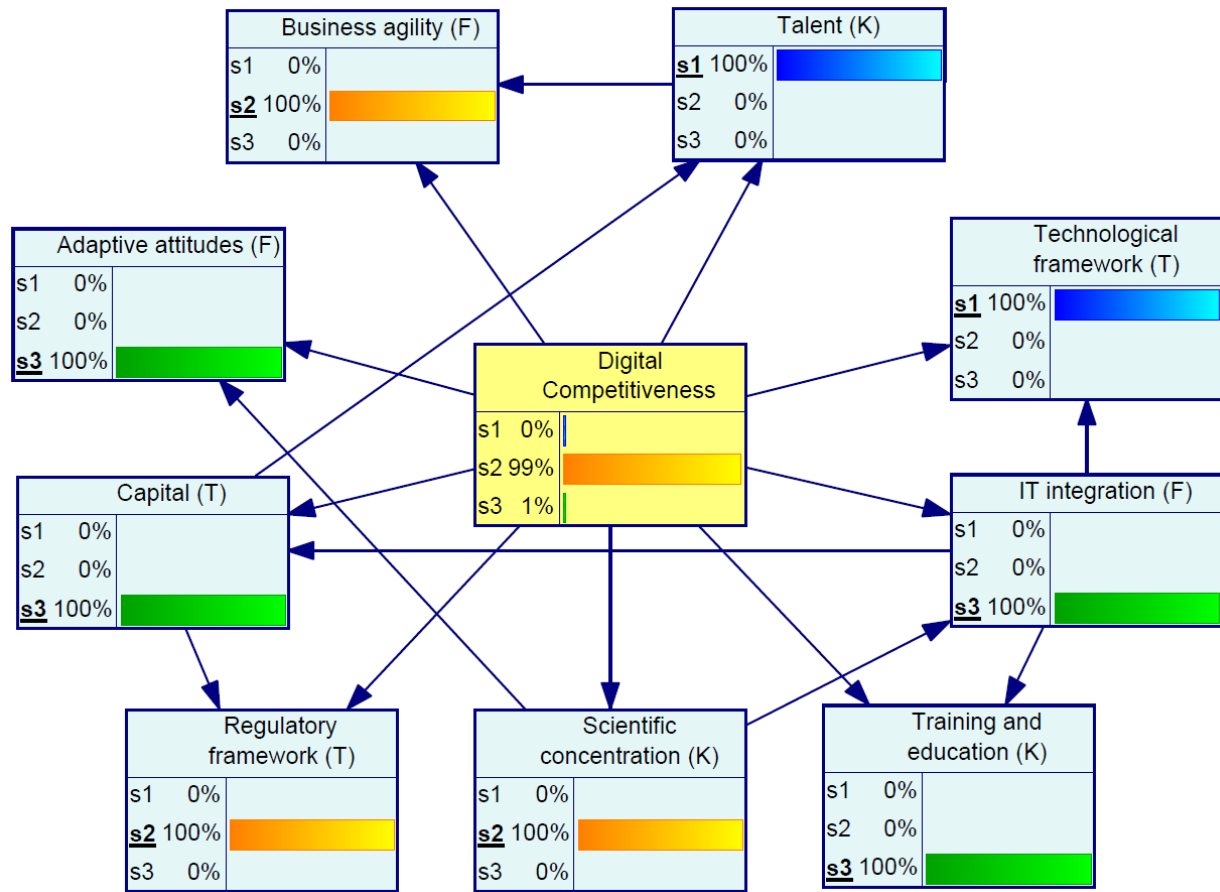 Business agility (F)
s1 0%
s2 100%
s3 0%
Talent (K)
s1 100%
s2 0%
s3 0%
Adaptive attitudes (F)
s1 0%
s2 0%
s3 100%
Technological
framework (T)
s1 100%
s2 0%
s3 0%
Digital
Competitiveness
s1 0%
s2 99%
s3 1%
Capital (T)
s1 0%
s2 0%
s3 100%
IT integration (F)
s1 0%
s2 0%
s3 100%
Regulatory
framework (T)
s1 0%
s2 100%
s3 0%
Scientific
concentration (K)
s1 0%
s2 100%
s3 0%
Training and
education (K)
s1 0%
s2 0%
s3 100%